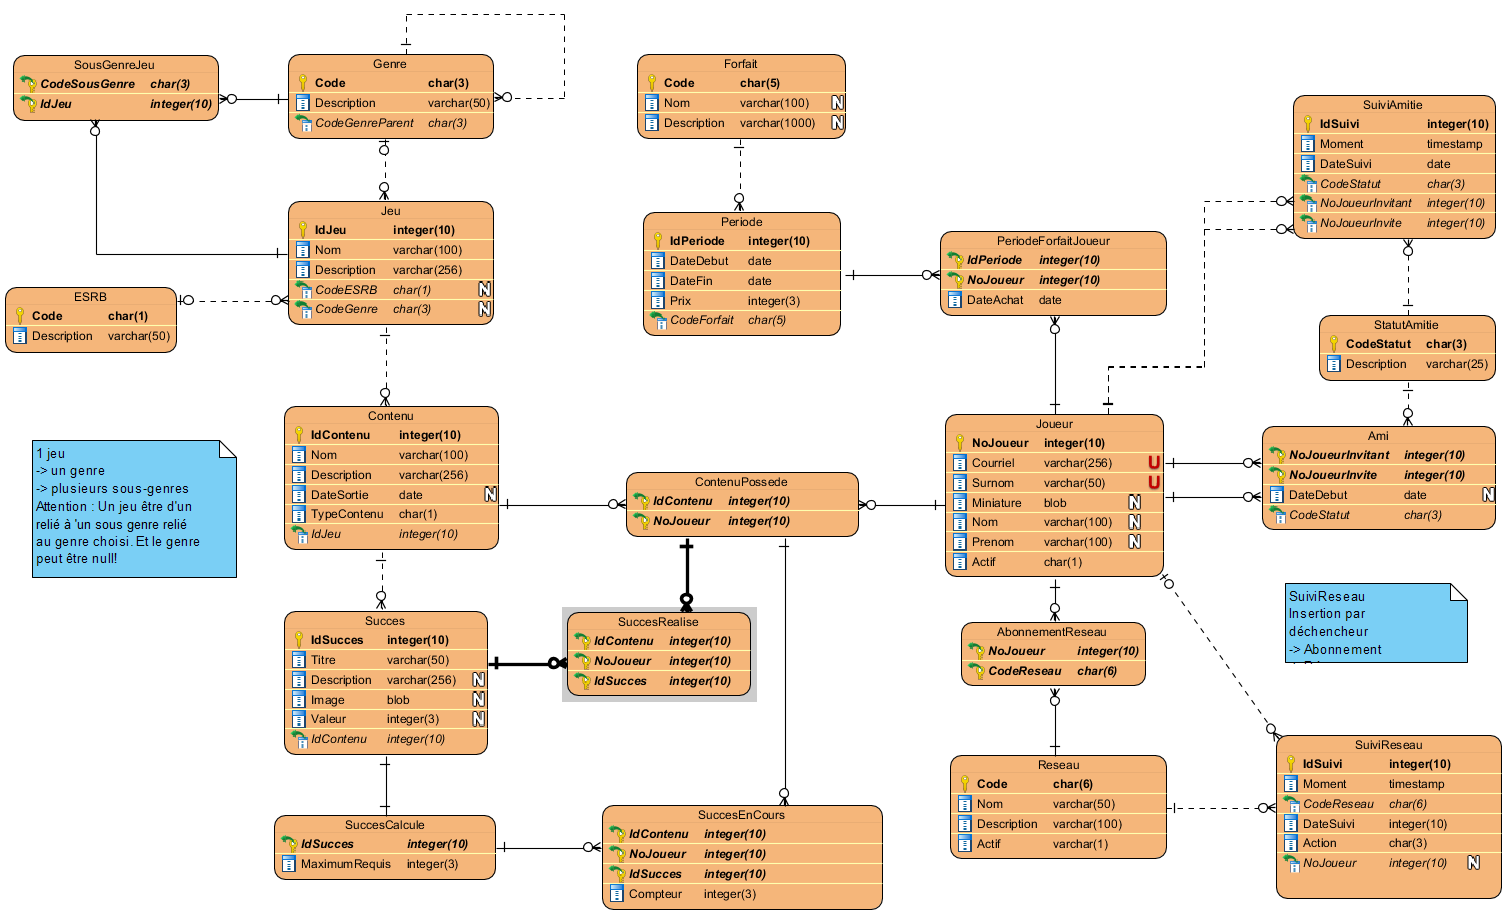 SousGenreJeu
CodeSousGenre char(3)
IdJeu integer(10)
Genre
Code char(3)
Description varchar(50)
CodeGenreParent char(3)
Forfait
Code char(5)
Nom varchar(100) N
Description varchar(1000) N
SuiviAmitie
IdSuivi integer(10)
Moment timestamp
DateSuivi date
CodeStatut char(3)
NoJoueurInvitant integer(10)
NoJoueurInvite integer(10)
Jeu
IdJeu integer(10)
Nom varchar(100)
Description varchar(256)
CodeESRB char(1) N
CodeGenre char(3) N
Periode
IdPeriode integer(10)
DateDebut date
DateFin date
Prix integer(3)
CodeForfait char(5)
PeriodeForfaitJoueur
IdPeriode integer(10)
NoJoueur integer(10)
DateAchat date
ESRB
Code char(1)
Description varchar(50)
StatutAmitie
CodeStatut char(3)
Description varchar(25)
Contenu
IdContenu integer(10)
Nom varchar(100)
Description varchar(256)
DateSortie date N
TypeContenu char(1)
IdJeu integer(10)
Joueur
NoJoueur integer(10)
Courriel varchar(256) U
Surnom varchar(50) U
Miniature blob N
Nom varchar(100) N
Prenom varchar(100) N
Actif char(1)
Ami
NoJoueurInvitant integer(10)
NoJoueurInvite integer(10)
DateDebut date N
CodeStatut char(3)
1 jeu
-> un genre
-> plusieurs sous-genres
Attention : Un jeu être d'un
relié à 'un sous genre relié
au genre choisi. Et le genre
peut être null!
ContenuPossede
IdContenu integer(10)
NoJoueur integer(10)
Succes
IdSucces integer(10)
Titre varchar(50)
Description varchar(256) N
Image blob N
Valeur integer(3) N
IdContenu integer(10)
SuccesRealise
IdContenu integer(10)
NoJoueur integer(10)
IdSucces integer(10)
AbonnementReseau
NoJoueur integer(10)
CodeReseau char(6)
SuiviReseau
Insertion par
déchencheur
-> Abonnement
SuccesCalcule
IdSucces integer(10)
MaximumRequis integer(3)
SuccesEnCours
IdContenu integer(10)
NoJoueur integer(10)
IdSucces integer(10)
Compteur integer(3)
Reseau
Code char(6)
Nom varchar(50)
Description varchar(100)
Actif varchar(1)
SuiviReseau
IdSuivi integer(10)
Moment timestamp
CodeReseau char(6)
DateSuivi integer(10)
Action char(3)
NoJoueur integer(10) N